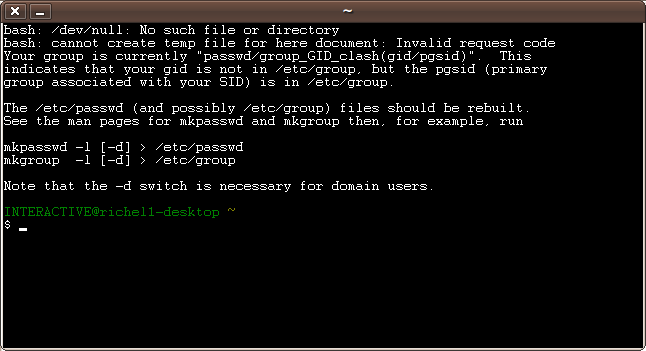 ~
bash: /dev/null: No such file or directory
bash: cannot create temp file for here document: Invalid request code
Your group is currently "passwd/group_GID_clash(gid/pgsid)".  This
indicates that your gid is not in /etc/group, but the pgsid (primary
group associated with your SID) is in /etc/group.
The /etc/passwd (and possibly /etc/group) files should be rebuilt.
See the man pages for mkpasswd and mkgroup then, for example, run
mkpasswd -l [-d] > /etc/passwd
mkgroup  -l [-d] > /etc/group
Note that the -d switch is necessary for domain users.
INTERACTIVE@richel1-desktop ~
$